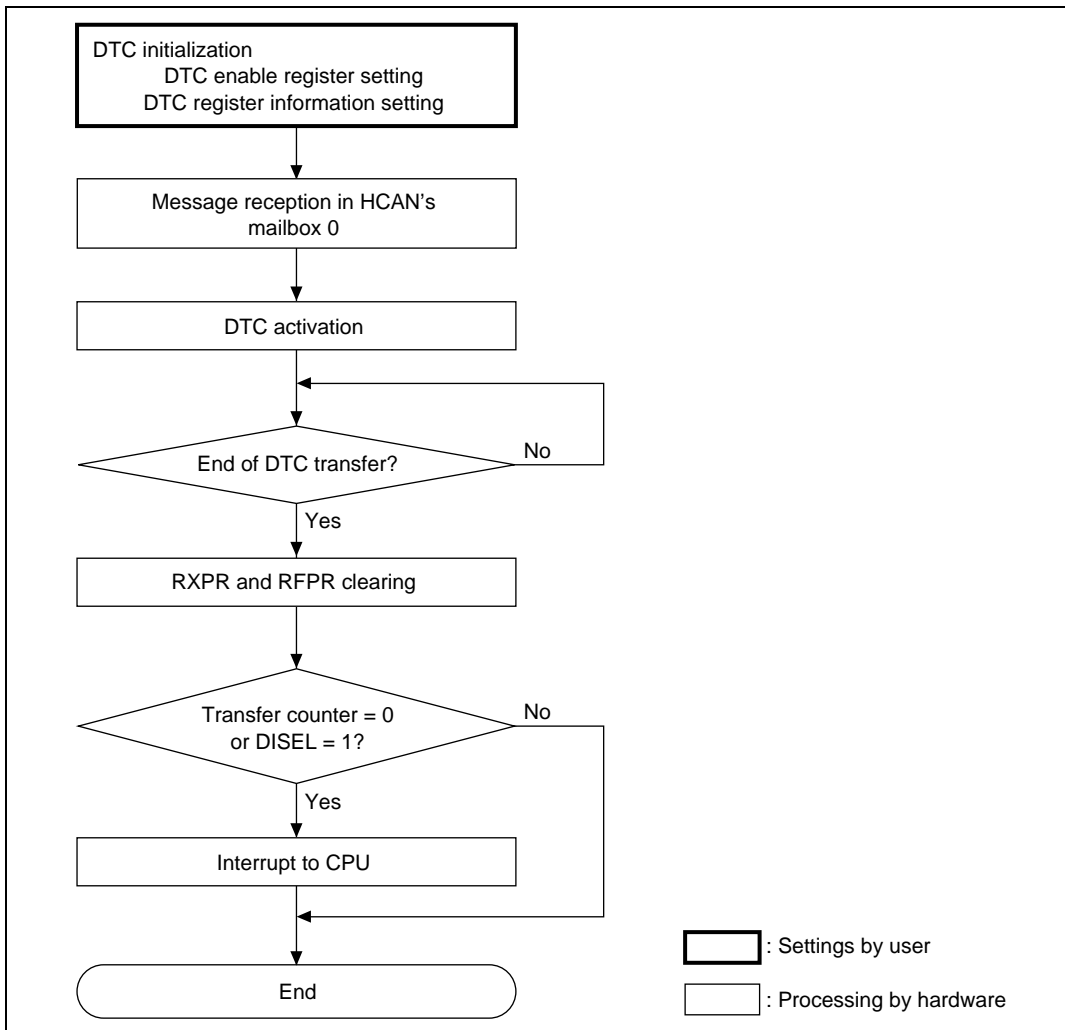 DTC initialization
DTC enable register setting
DTC register information setting
Message reception in HCAN's
mailbox 0
DTC activation
End of DTC transfer?
No
Yes
RXPR and RFPR clearing
Transfer counter = 0
or DISEL = 1?
No
Yes
Interrupt to CPU
End
: Settings by user
: Processing by hardware